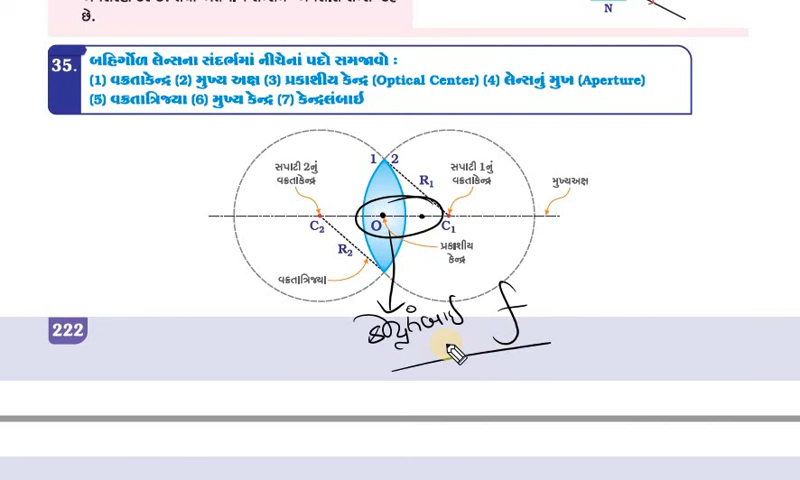 છે.
N
35. બહિર્ગોળ લેન્સના સંદર્ભમાં નીચેનાં પદો સમજાવો :
(1) વક્રતાકેન્દ્ર (2) મુખ્ય અક્ષ (3) પ્રકાશીય કેન્દ્ર (Optical Center) (4) લેન્સનું મુખ (Aperture)
(5) વક્રતાત્રિજ્યા (6) મુખ્ય કેન્દ્ર (7) કેન્દ્રલંબાઇ
સપાટી 2નું
વક્રતાકેન્દ્ર
1 2
સપાટી 1નું
વક્રતાકેન્દ્ર
R₁
મુખ્યઅક્ષ
C₂
O
C₁
R₂
પ્રકાશીય
કેન્દ્ર
વક્રતાત્રિજ્યા
f
222